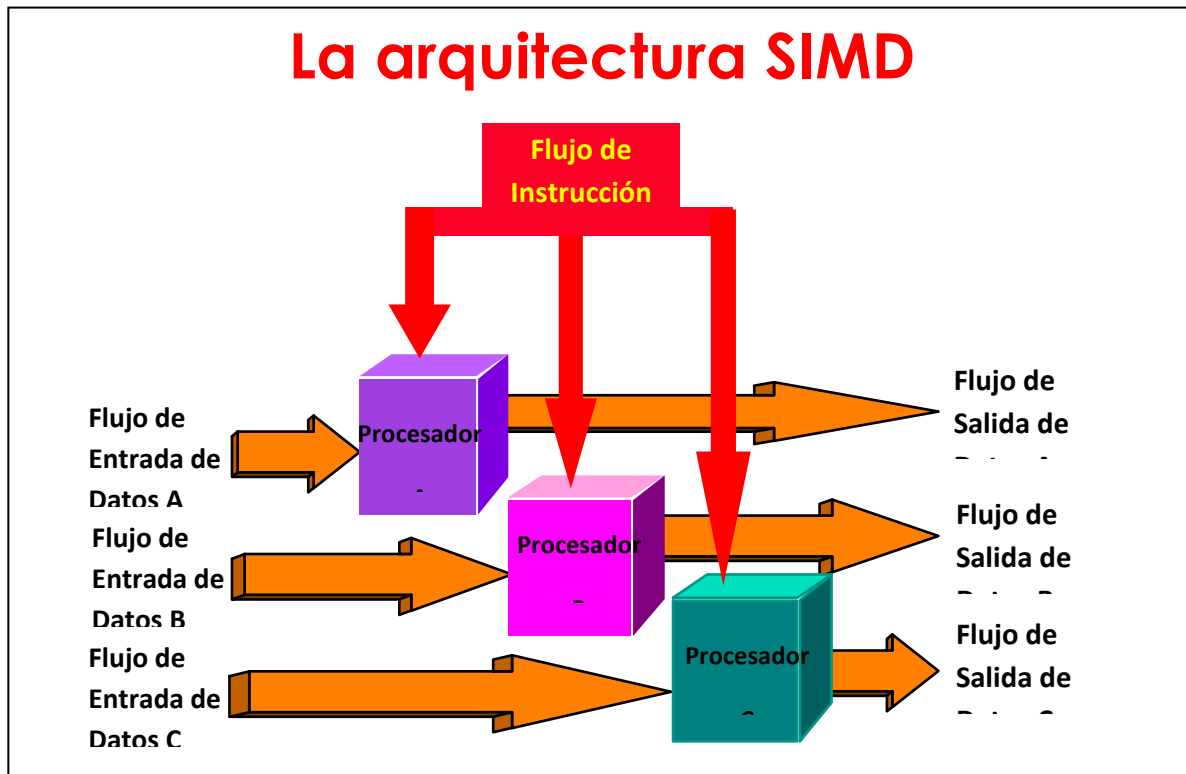 La arquitectura SIMD
Flujo de
Instrucción
Flujo de
Entrada de
Datos A
Procesador
Flujo de
Salida de
Flujo de
Entrada de
Datos B
Procesador
Flujo de
Salida de
Flujo de
Entrada de
Datos C
Procesador
Flujo de
Salida de